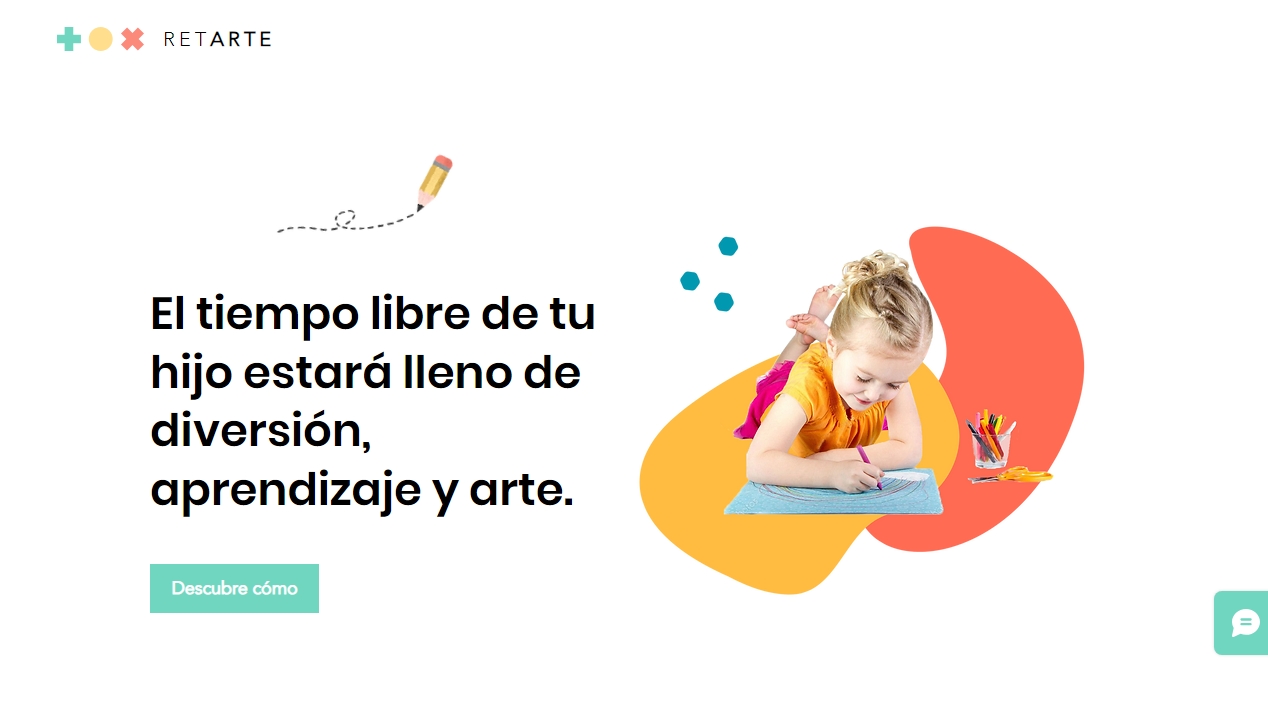 RETARTE
El tiempo libre de tu
hijo estará lleno de
diversión,
aprendizaje y arte.
Descubre cómo